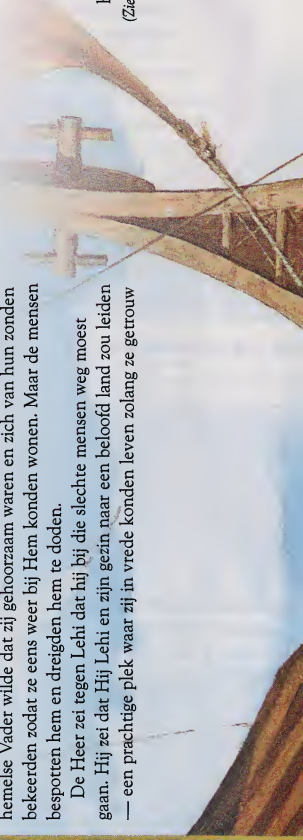 hemelse Vader wilde dat zij gehoorzaam waren en zich van hun zonden
bekeerden zodat ze eens weer bij Hem konden wonen. Maar de mensen
bespotten hem en dreigden hem te doden.
De Heer zei tegen Lehi dat hij bij die slechte mensen weg moest
gaan. Hij zei dat Hij Lehi en zijn gezin naar een beloofd land zou leiden
— een prachtige plek waar zij in vrede konden leven zolang ze getrouw
(Zie